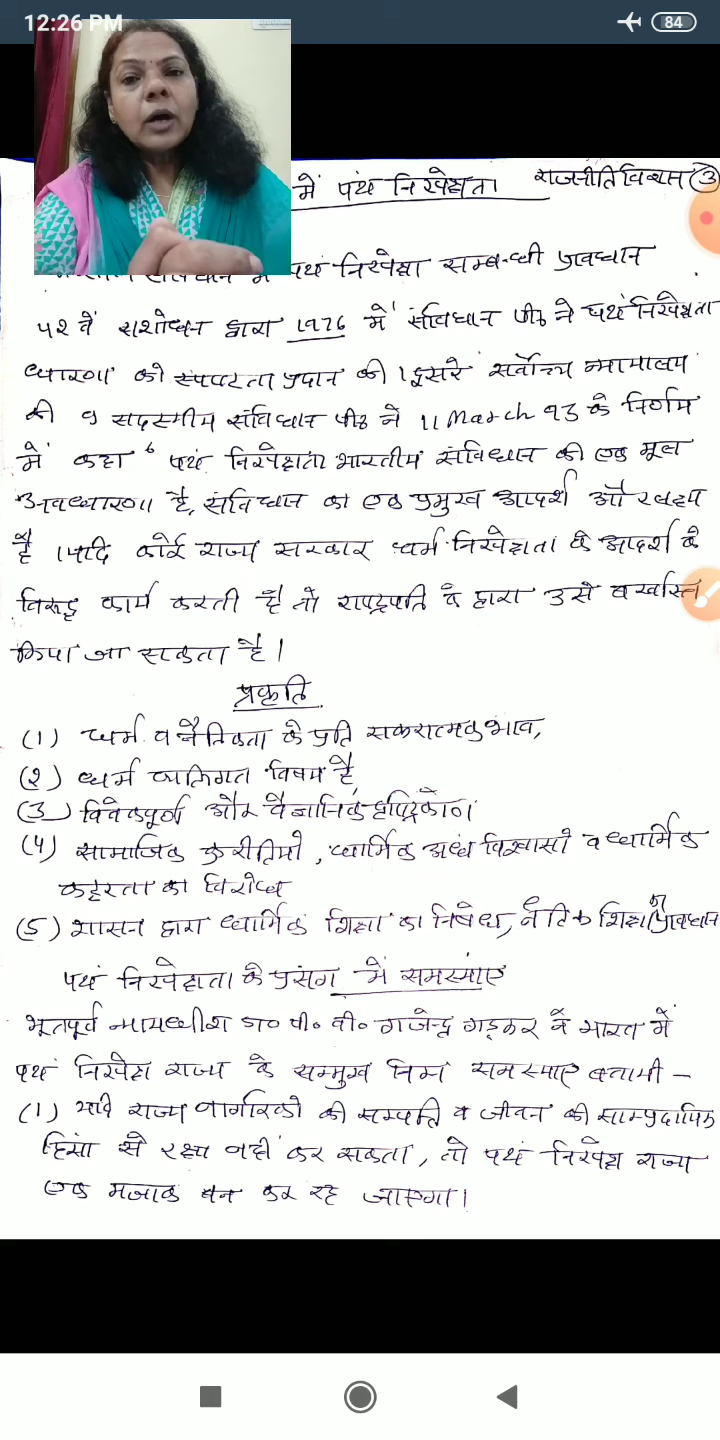 12:26 PM
84
में पंथ निरपेक्षता राजनीति विज्ञान ③
पंथ निरपेक्षता सम्बन्धी प्रावधान
42 वें संशोधन द्वारा 1976 में संविधान पीठ ने पंथ निरपेक्षता
धारणा को स्पष्टता प्रदान की। दूसरे सर्वोच्च न्यायालय
की 9 सदस्यीय संविधान पीठ ने 11 March 93 के निर्णय
में कहा " पंथ निरपेक्षता भारतीय संविधान की एक मूल
अवधारणा है, संविधान का एक प्रमुख आदर्श और लक्ष्य
है । यदि कोई राज्य सरकार धर्म निरपेक्षता के आदर्श के
विरूद्ध कार्य करती है तो राष्ट्रपति के द्वारा उसे बर्खास्त
किया जा सकता है।
प्रकृति
(1) धर्म व नैतिकता के प्रति सकरात्मक भाव,
(२) धर्म व्यक्तिगत विषय है
(3) विवेकपूर्ण और वैज्ञानिक दृष्टिकोण।
(4) सामाजिक कुरीतियों, धार्मिक अंध विश्वासों व धार्मिक
कट्टरता का विरोध
(5) शासन द्वारा धार्मिक शिक्षा का निषेध, नैतिक शिक्षा का प्रावधान
पंथ निरपेक्षता के प्रसंग में समस्याएं
भूतपूर्व न्यायधीश डा० पी० वी० गजेन्द्र गड़कर ने भारत में
पंथ निरपेक्ष राज्य के सम्मुख निम्न समस्याएं बतायी –
(1) यदि राज्य नागरिकों की सम्पत्ति व जीवन की साम्प्रदायिक
हिंसा से रक्षा नहीं कर सकता, तो पंथ निरपेक्ष राज्य
एक मजाक बन कर रह जाएगा।